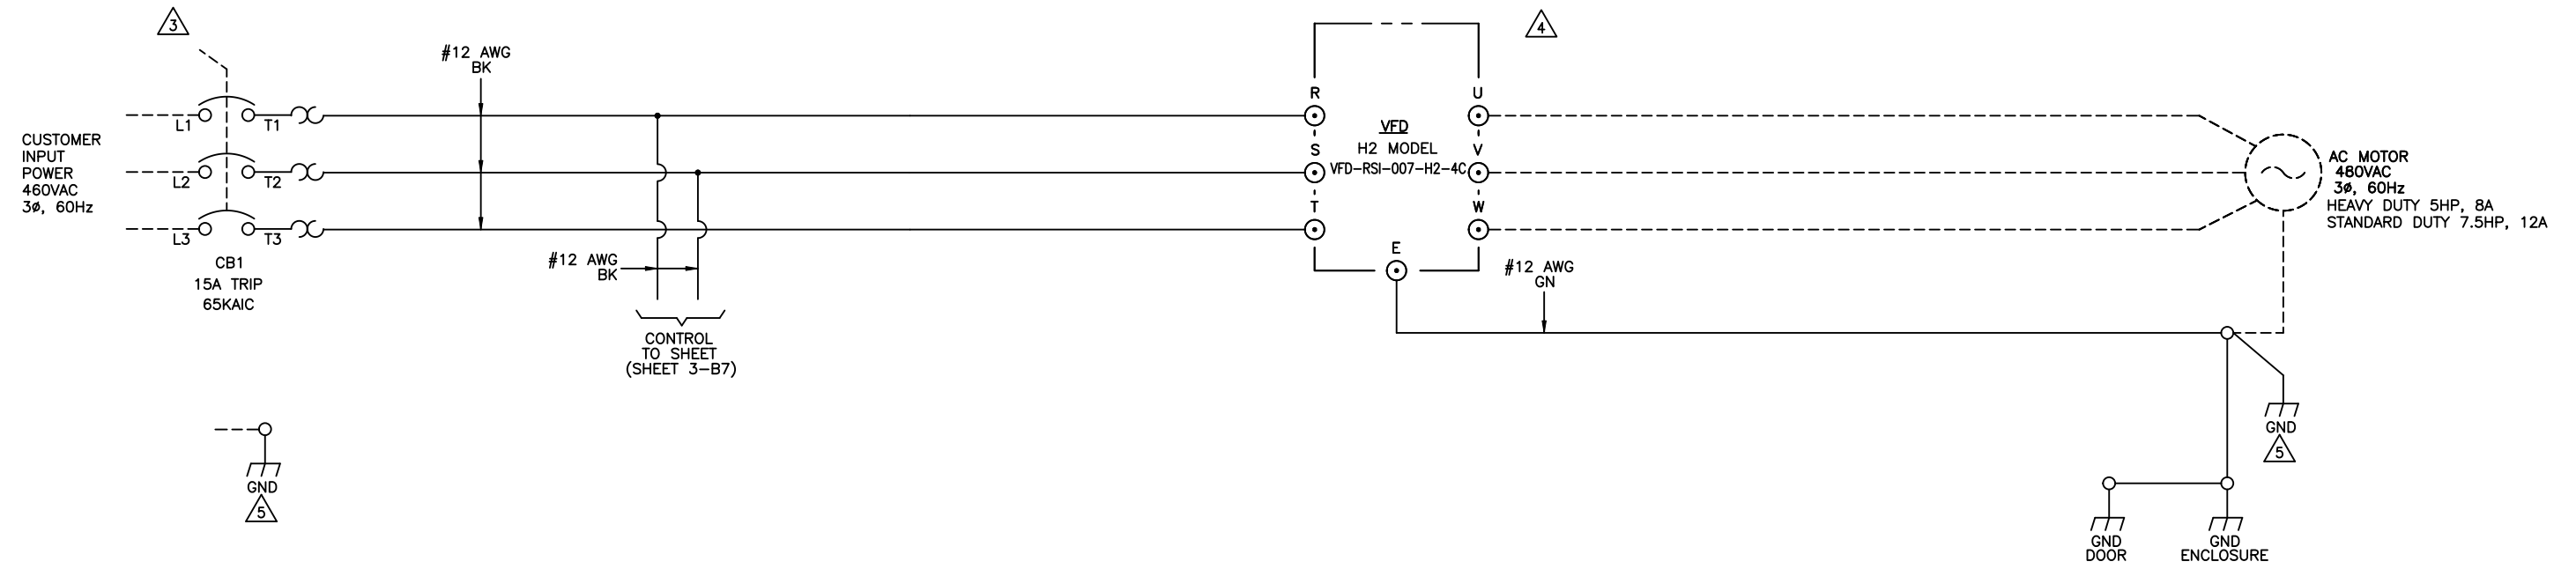 3
4
#12 AWG
BK
R
U
L1
T1
CUSTOMER
INPUT
POWER
460VAC
3ø, 60Hz
L2
T2
L3
T3
CB1
15A TRIP
65KAIC
VFD
H2 MODEL
VFD-RSI-007-H2-4C
S
V
T
W
E
AC MOTOR
480VAC
3ø, 60Hz
HEAVY DUTY 5HP, 8A
STANDARD DUTY 7.5HP, 12A
#12 AWG
BK
#12 AWG
GN
CONTROL
TO SHEET
(SHEET 3-B7)
GND
5
GND
5
GND
DOOR
GND
ENCLOSURE